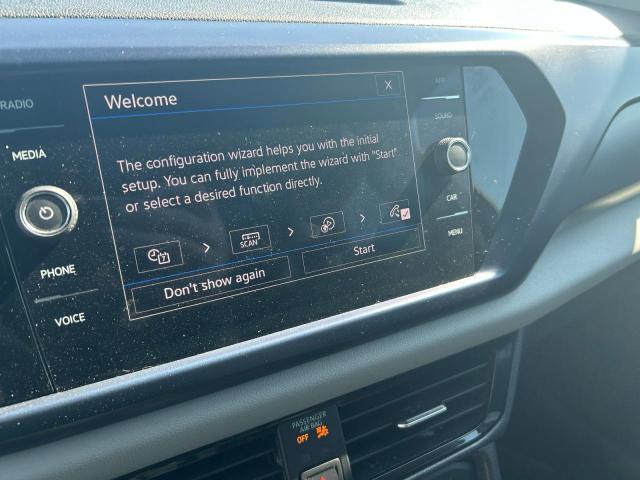 RADIO
MEDIA
PHONE
VOICE
Welcome
X
The configuration wizard helps you with the initial
setup. You can fully implement the wizard with "Start"
or select a desired function directly.
SCAN
Don't show again
Start
APP
SOUND
CAR
MENU
PASSENGER
AIR BAG
OFF